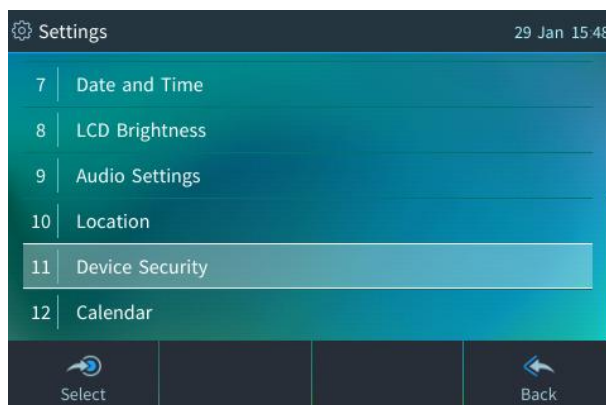 Settings 29 Jan 15:48
7 Date and Time
8 LCD Brightness
9 Audio Settings
10 Location
11 Device Security
12 Calendar
Select Back